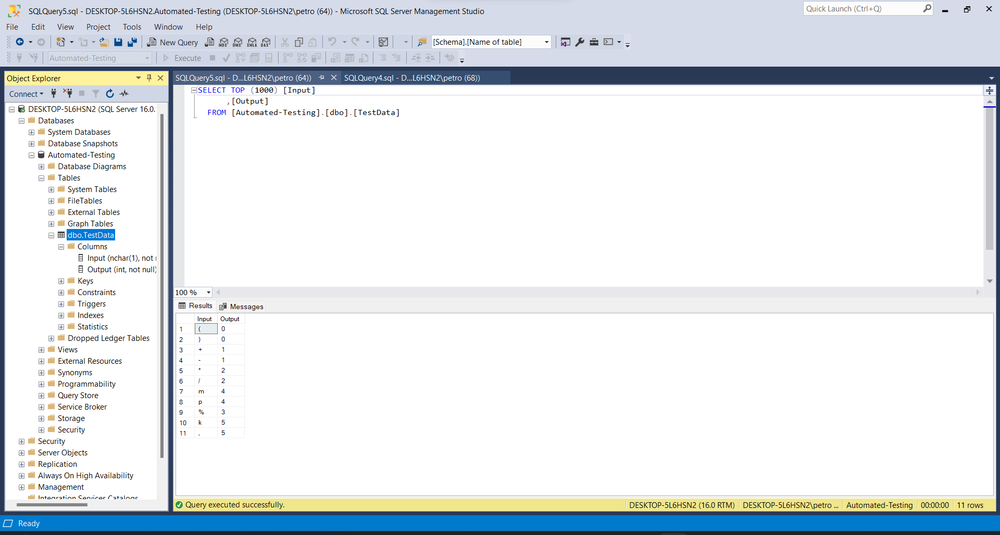 SQLQuery5.sql - DESKTOP-5L6HSN2.Automated-Testing (DESKTOP-5L6HSN2\petro (64)) - Microsoft SQL Server Management Studio
Quick Launch (Ctrl+Q)
File Edit View Project Tools Window Help
New Query MDX DMX XMLA DAX [Schema].[Name of table]
Automated-Testing Execute
Object Explorer
Connect
DESKTOP-5L6HSN2 (SQL Server 16.0.
Databases
System Databases
Database Snapshots
Automated-Testing
Database Diagrams
Tables
System Tables
FileTables
External Tables
Graph Tables
dbo.TestData
Columns
Input (nchar(1), not
Output (int, not null)
Keys
Constraints
Triggers
Indexes
Statistics
Dropped Ledger Tables
Views
External Resources
Synonyms
Programmability
Query Store
Service Broker
Storage
Security
Security
Server Objects
Replication
Always On High Availability
Management
Integration Services Catalogs
SQLQuery5.sql - D...L6HSN2\petro (64)) SQLQuery4.sql - D...L6HSN2\petro (68))
SELECT TOP (1000) [Input]
,[Output]
FROM [Automated-Testing].[dbo].[TestData]
100 %
Results Messages
Input Output
1 ( 0
2 ) 0
3 + 1
4 - 1
5 * 2
6 / 2
7 m 4
8 p 4
9 % 3
10 k 5
11 . 5
Query executed successfully. DESKTOP-5L6HSN2 (16.0 RTM) DESKTOP-5L6HSN2\petro ... Automated-Testing 00:00:00 11 rows
Ready